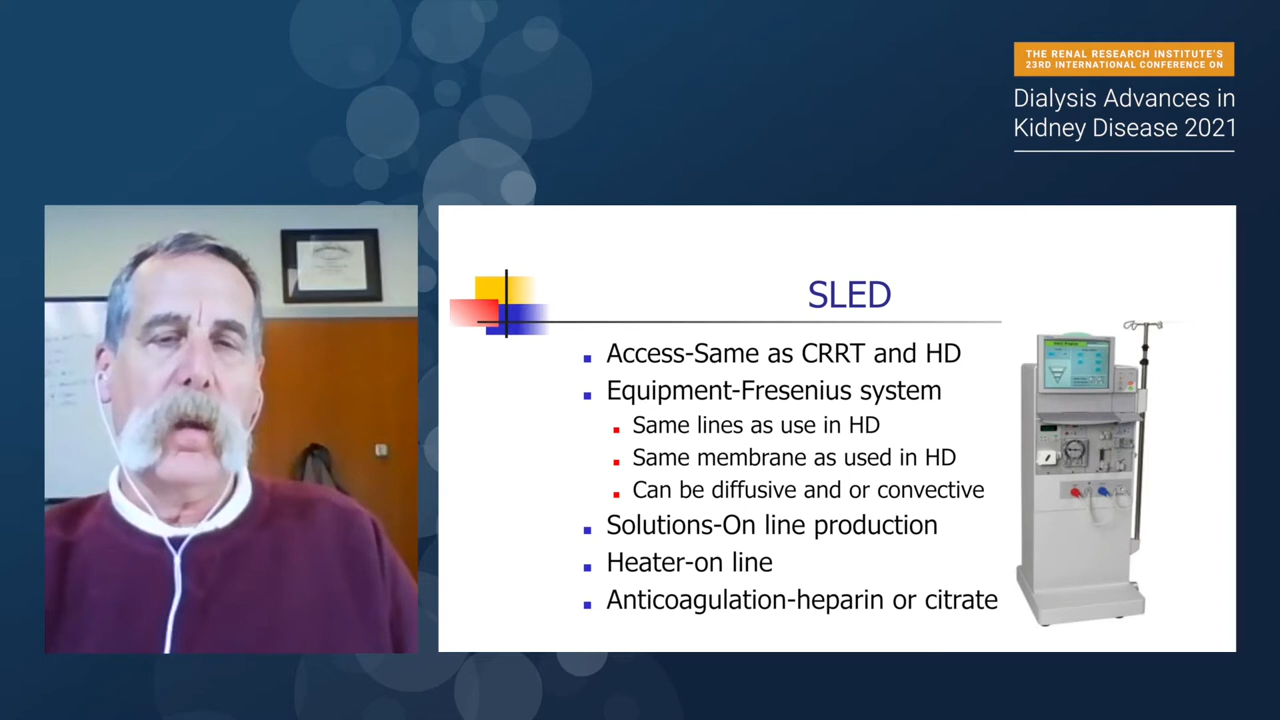 THE RENAL RESEARCH INSTITUTE'S
23RD INTERNATIONAL CONFERENCE ON
Dialysis Advances in
Kidney Disease 2021
SLED
Access-Same as CRRT and HD
Equipment-Fresenius system
Same lines as use in HD
Same membrane as used in HD
Can be diffusive and or convective
Solutions-On line production
Heater-on line
Anticoagulation-heparin or citrate